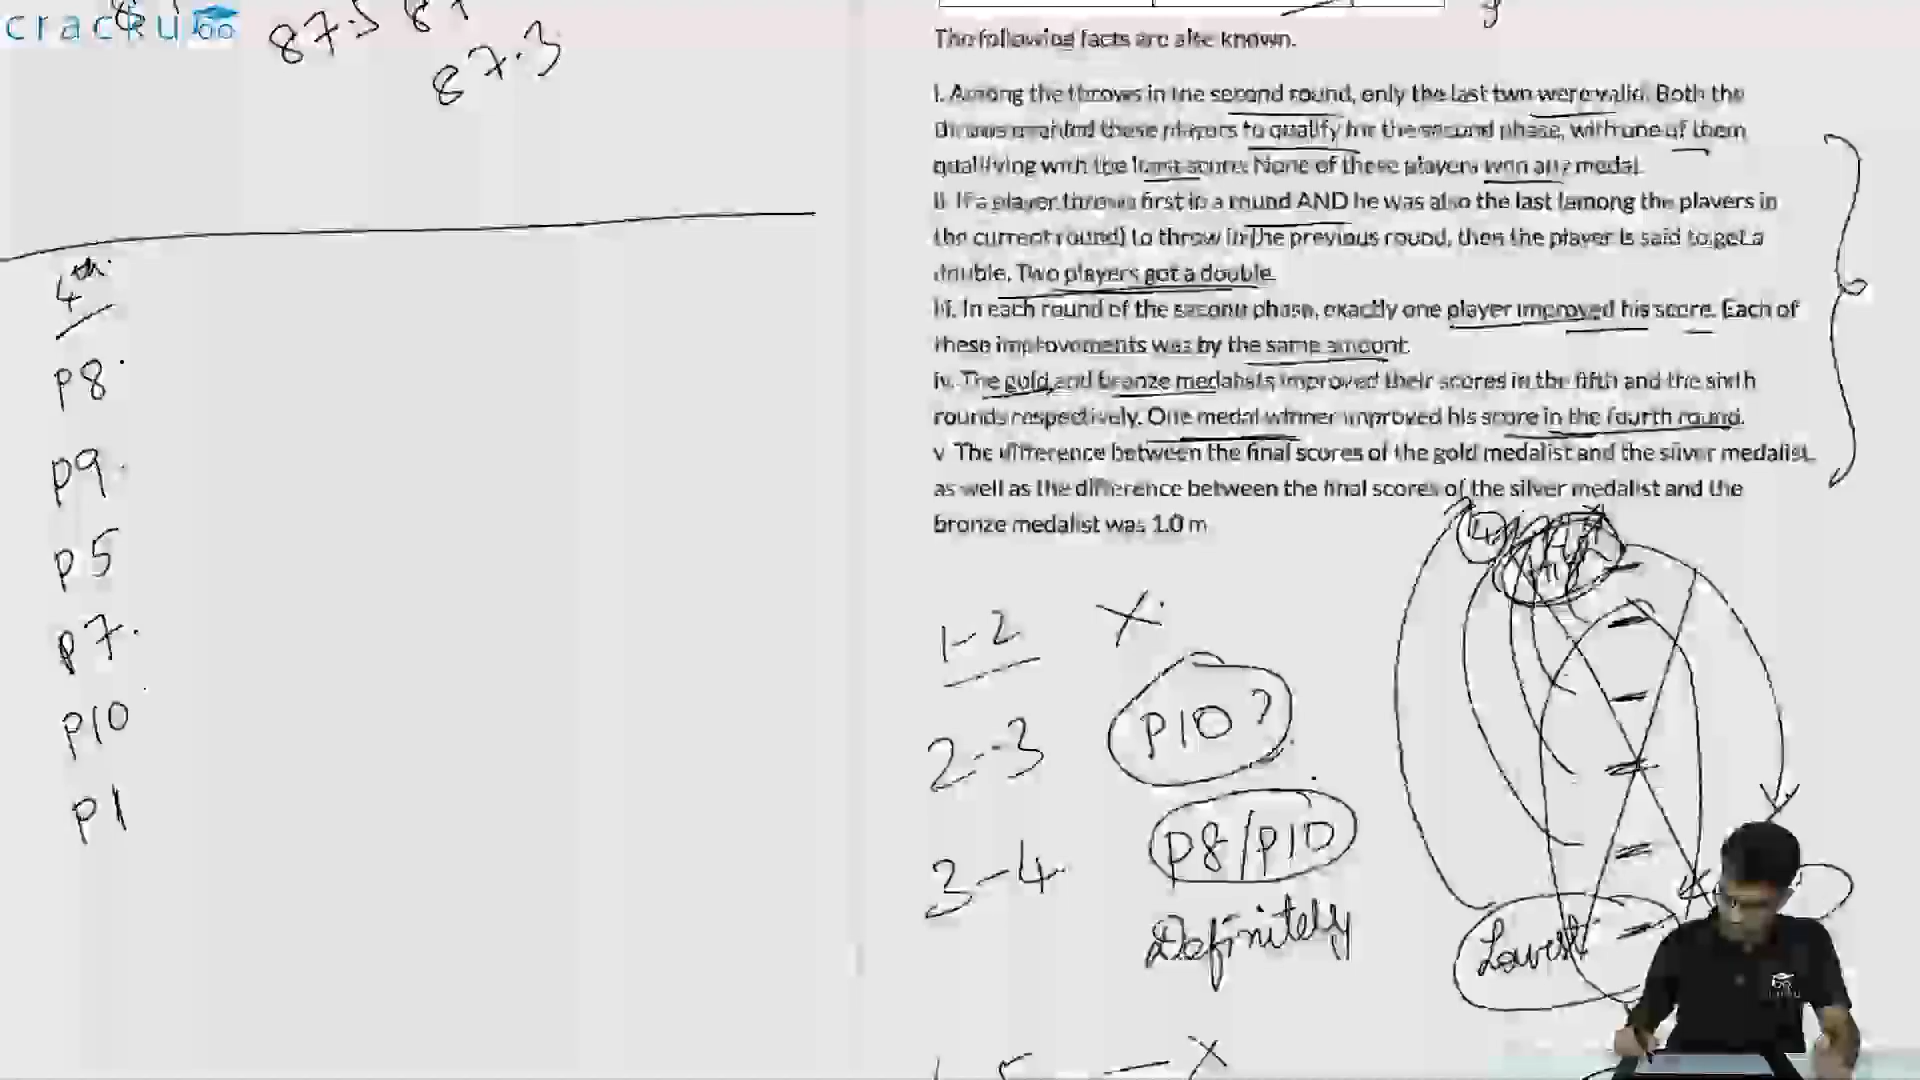 cracku
87.5 87
87.3
The following facts are also known.
I. Among the throws in the second round, only the last two were valid. Both the
throws enabled these players to qualify for the second phase, with one of them
qualifying with the least score. None of these players won any medal.
II. If a player throws first in a round AND he was also the last (among the players in
the current round) to throw in the previous round, then the player is said to get a
double. Two players got a double.
III. In each round of the second phase, exactly one player improved his score. Each of
these improvements was by the same amount.
iv. The gold and bronze medalists improved their scores in the fifth and the sixth
rounds respectively. One medal winner improved his score in the fourth round.
v. The difference between the final scores of the gold medalist and the silver medalist,
as well as the difference between the final scores of the silver medalist and the
bronze medalist was 1.0 m
4th
P8
P9
P5
P7
P10
P1
1-2 X
2-3 P10?
3-4 P8/P10
Definitely
Lowest
5 — X